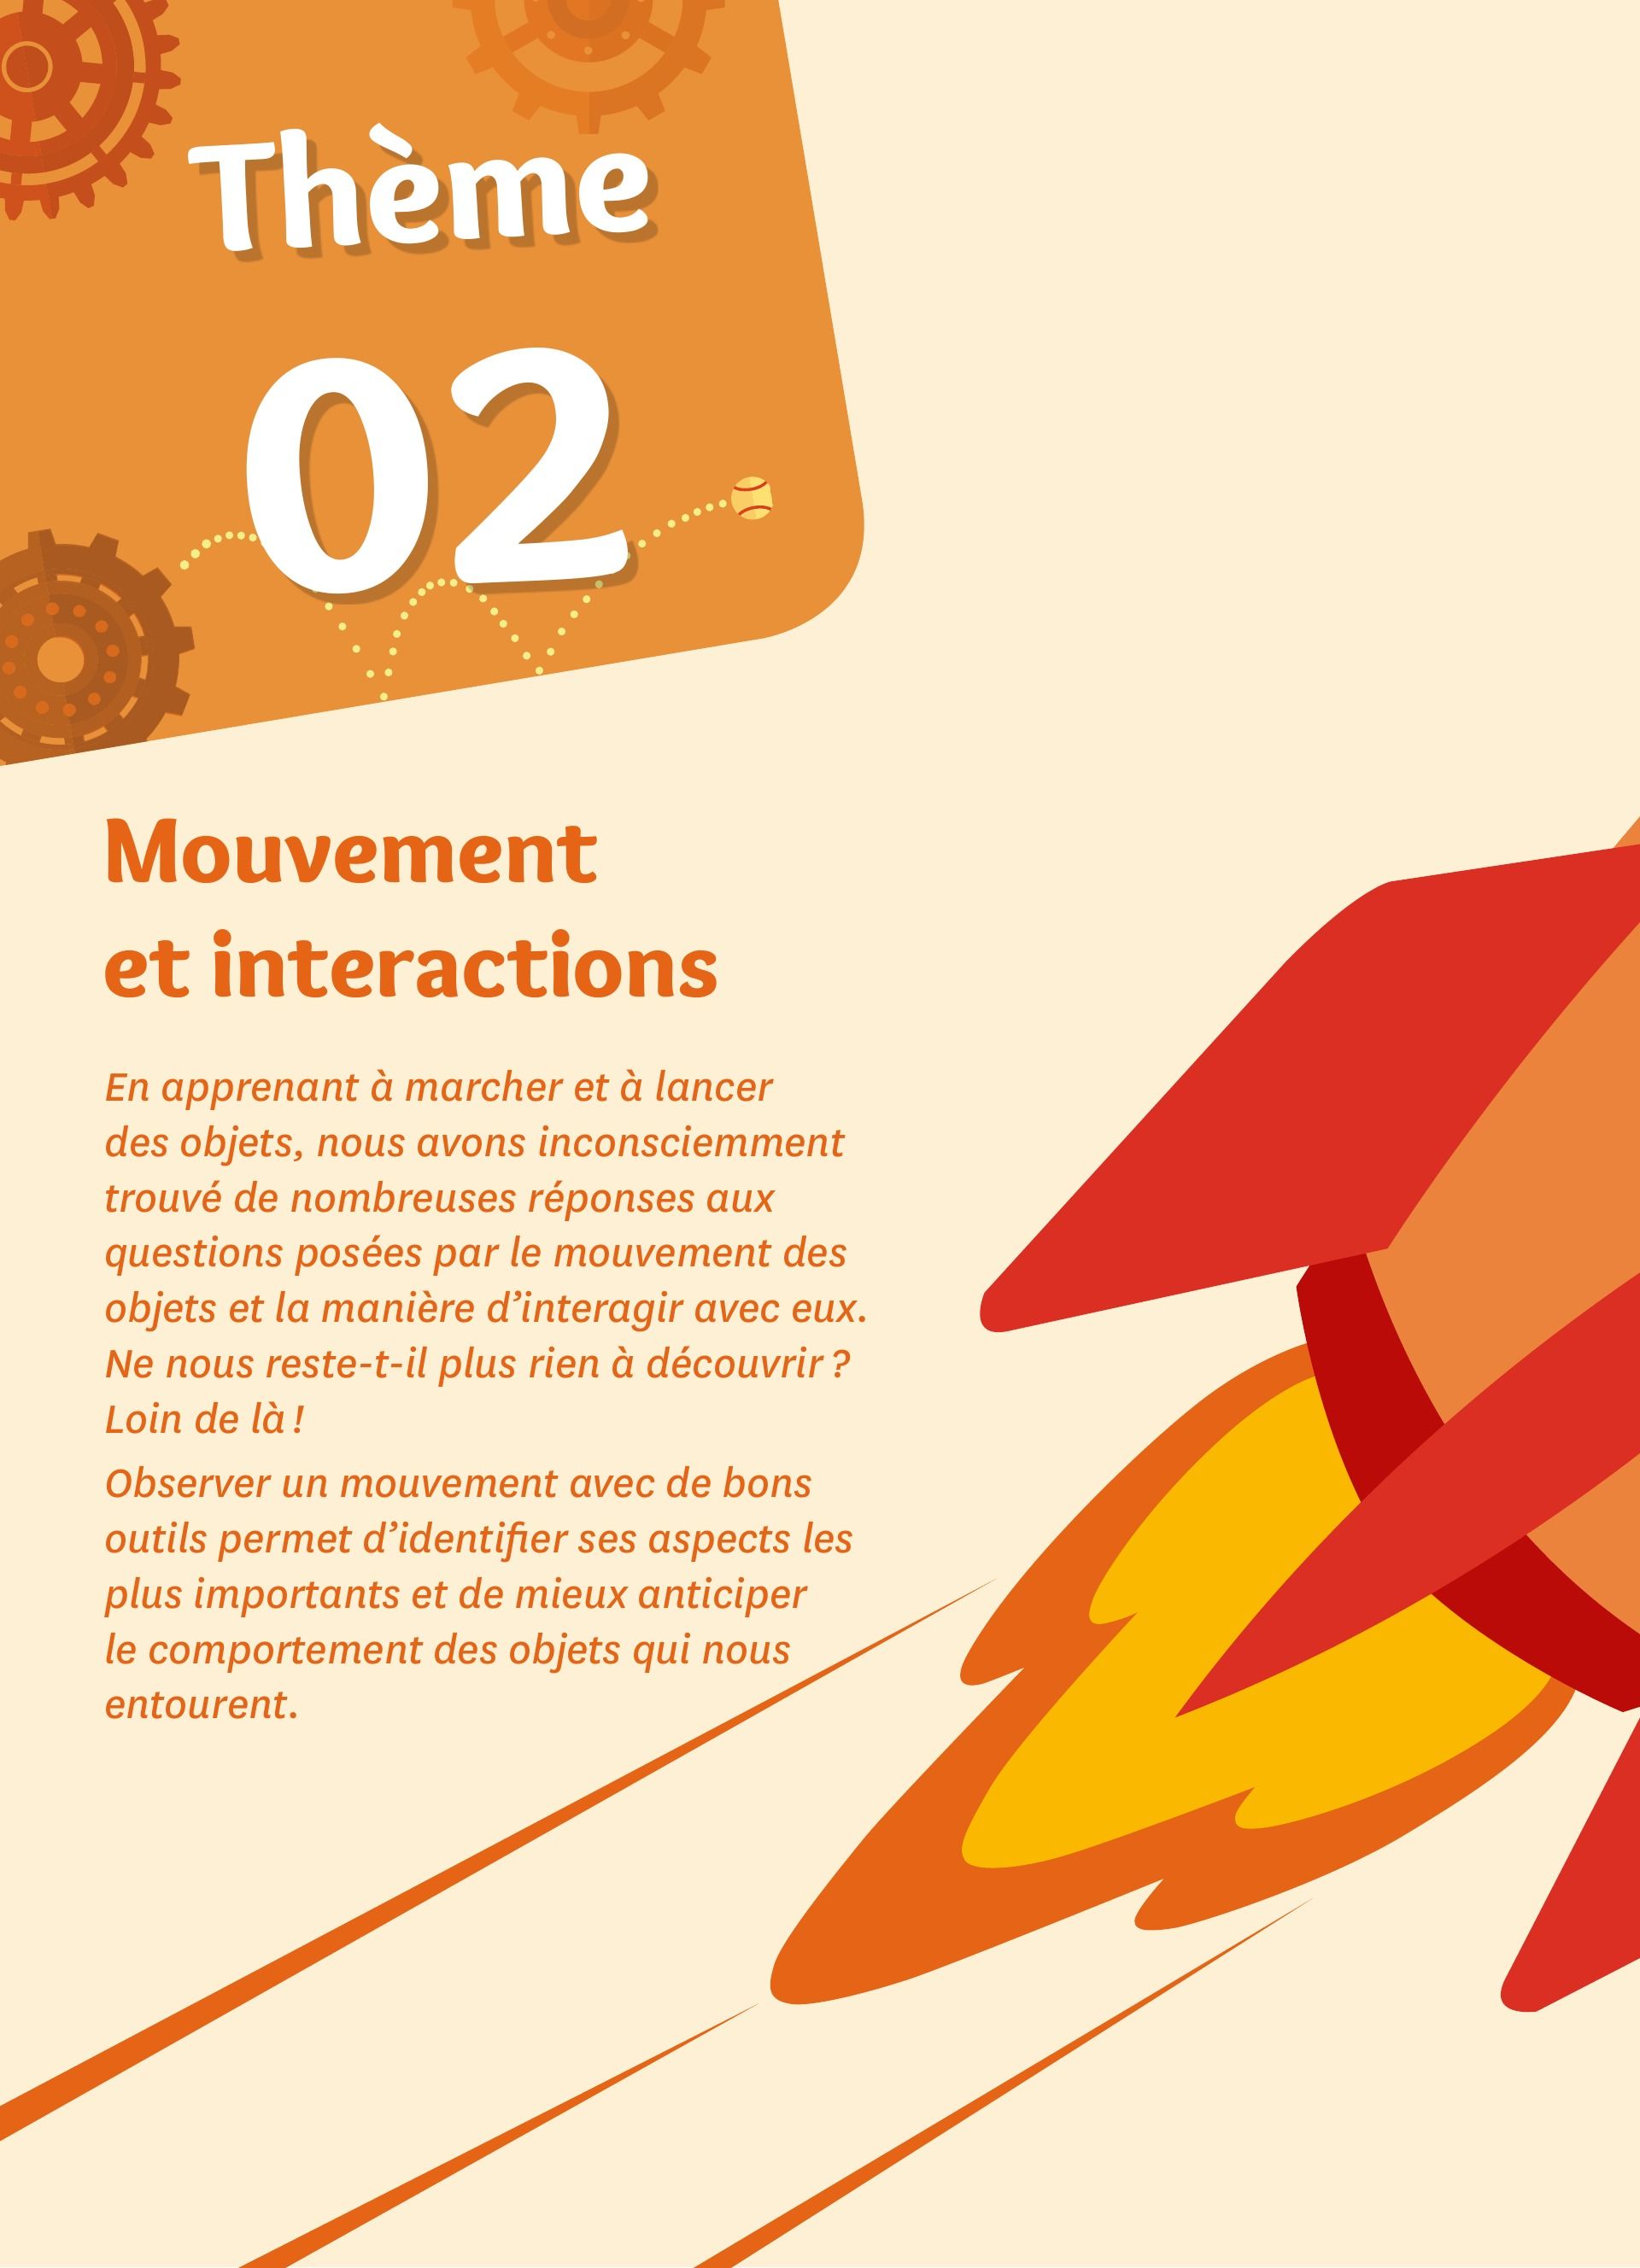 Thème
02
Mouvement
et interactions
En apprenant à marcher et à lancer
des objets, nous avons inconsciemment
trouvé de nombreuses réponses aux
questions posées par le mouvement des
objets et la manière d’interagir avec eux.
Ne nous reste-t-il plus rien à découvrir ?
Loin de là !
Observer un mouvement avec de bons
outils permet d’identifier ses aspects les
plus importants et de mieux anticiper
le comportement des objets qui nous
entourent.